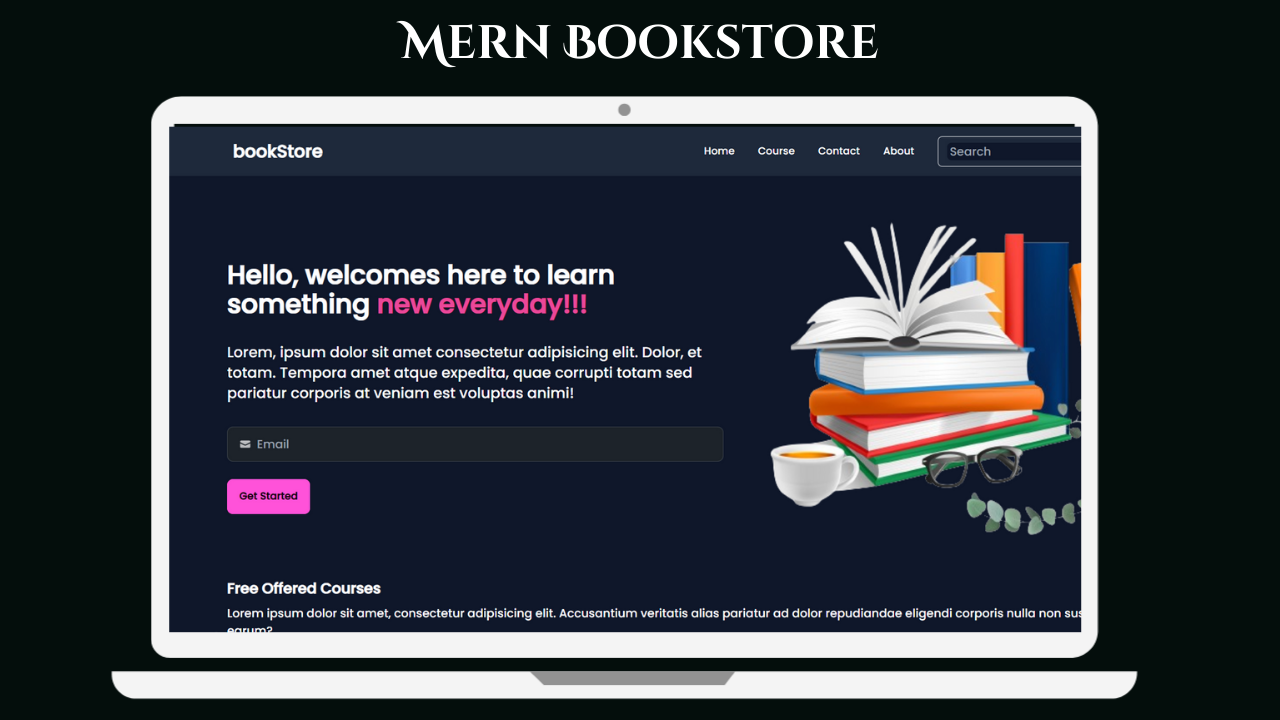 Mern Bookstore
bookStore
Home Course Contact About Search
Hello, welcomes here to learn
something new everyday!!!
Lorem, ipsum dolor sit amet consectetur adipisicing elit. Dolor, et
totam. Tempora amet atque expedita, quae corrupti totam sed
pariatur corporis at veniam est voluptas animi!
Email
Get Started
Free Offered Courses
Lorem ipsum dolor sit amet, consectetur adipisicing elit. Accusantium veritatis alias pariatur ad dolor repudiandae eligendi corporis nulla non sus
earum?